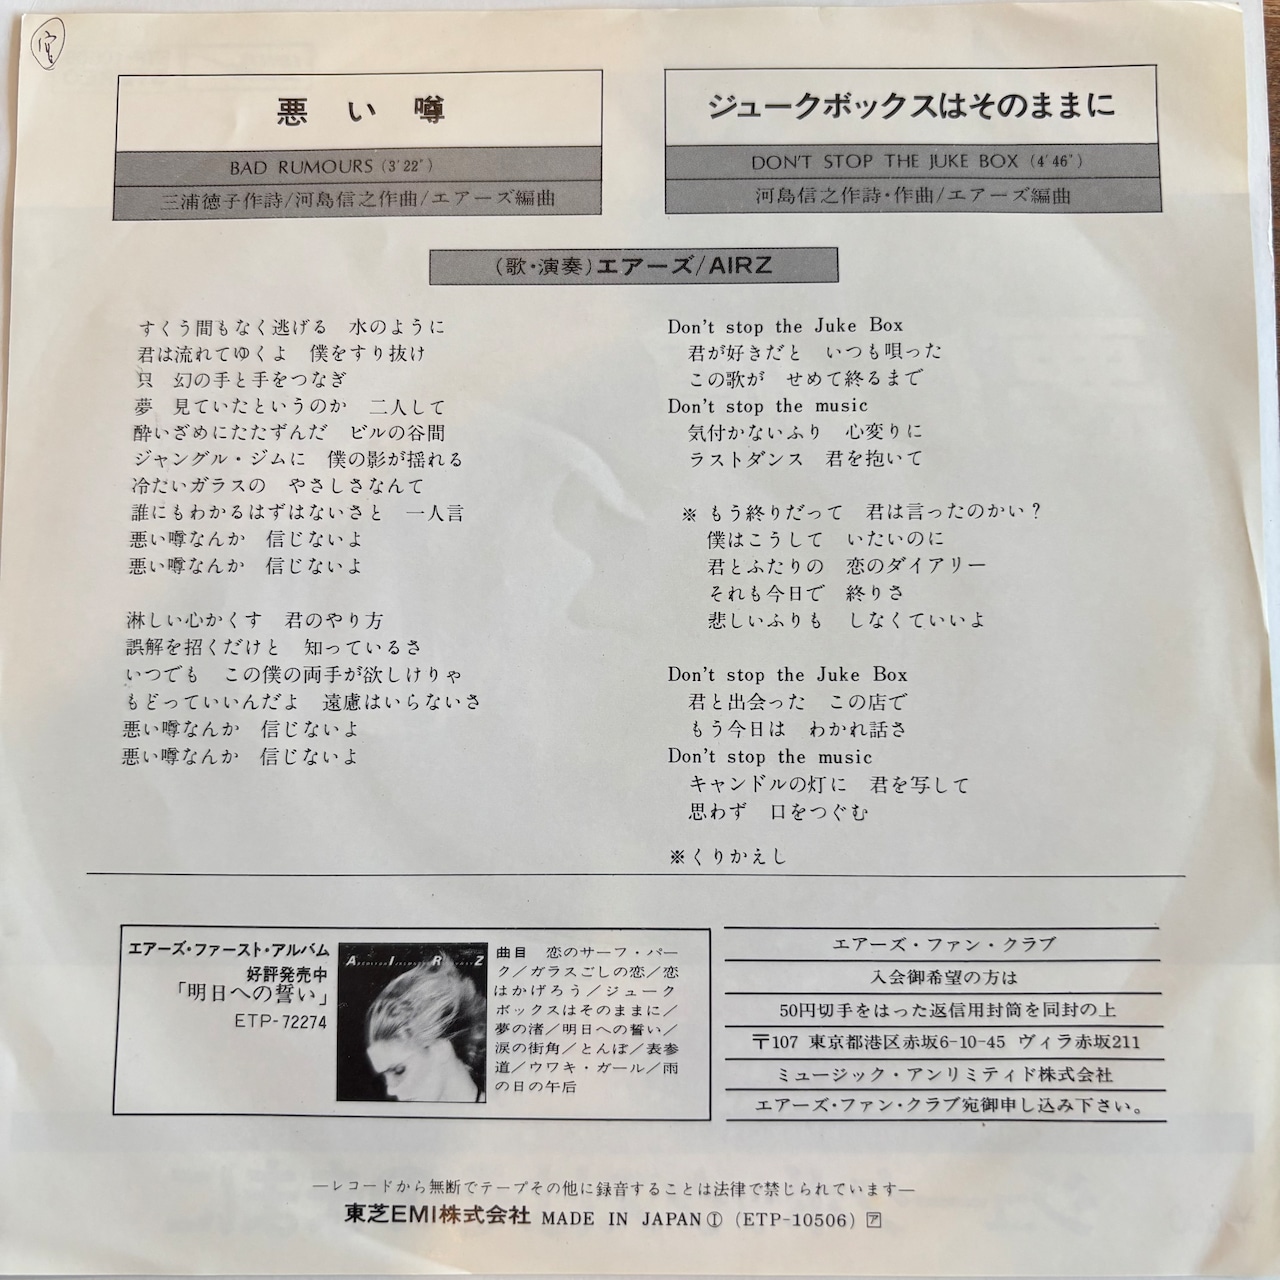 悪い噂
BAD RUMOURS (3'22")
三浦徳子作詩/河島信之作曲/エアーズ編曲
ジュークボックスはそのままに
DON'T STOP THE JUKE BOX (4'46")
河島信之作詩・作曲/エアーズ編曲
(歌・演奏)エアーズ/AIRZ
すくう間もなく逃げる　水のように
君は流れてゆくよ　僕をすり抜け
只　幻の手と手をつなぎ
夢　見ていたというのか　二人して
酔いざめにたたずんだ　ビルの谷間
ジャングル・ジムに　僕の影が揺れる
冷たいガラスの　やさしさなんて
誰にもわかるはずはないさと　一人言
悪い噂なんか　信じないよ
悪い噂なんか　信じないよ
淋しい心かくす　君のやり方
誤解を招くだけと　知っているさ
いつでも　この僕の両手が欲しけりゃ
もどっていいんだよ　遠慮はいらないさ
悪い噂なんか　信じないよ
悪い噂なんか　信じないよ
Don't stop the Juke Box
君が好きだと　いつも唄った
この歌が　せめて終るまで
Don't stop the music
気付かないふり　心変りに
ラストダンス　君を抱いて
※もう終りだって　君は言ったのかい？
僕はこうして　いたいのに
君とふたりの　恋のダイアリー
それも今日で　終りさ
悲しいふりも　しなくていいよ
Don't stop the Juke Box
君と出会った　この店で
もう今日は　わかれ話さ
Don't stop the music
キャンドルの灯に　君を写して
思わず　口をつぐむ
※くりかえし
エアーズ・ファースト・アルバム
好評発売中
「明日への誓い」
ETP-72274
AIRZ
曲目　恋のサーフ・パー
ク／ガラスごしの恋／恋
はかげろう／ジューク
ボックスはそのままに／
夢の渚／明日への誓い／
涙の街角／とんぼ／表参
道／ウワキ・ガール／雨
の日の午后
エアーズ・ファン・クラブ
入会御希望の方は
50円切手をはった返信用封筒を同封の上
〒107 東京都港区赤坂6-10-45 ヴィラ赤坂211
ミュージック・アンリミティド株式会社
エアーズ・ファン・クラブ宛御申し込み下さい。
―レコードから無断でテープその他に録音することは法律で禁じられています―
東芝EMI株式会社 MADE IN JAPAN Ⓣ (ETP-10506) ア